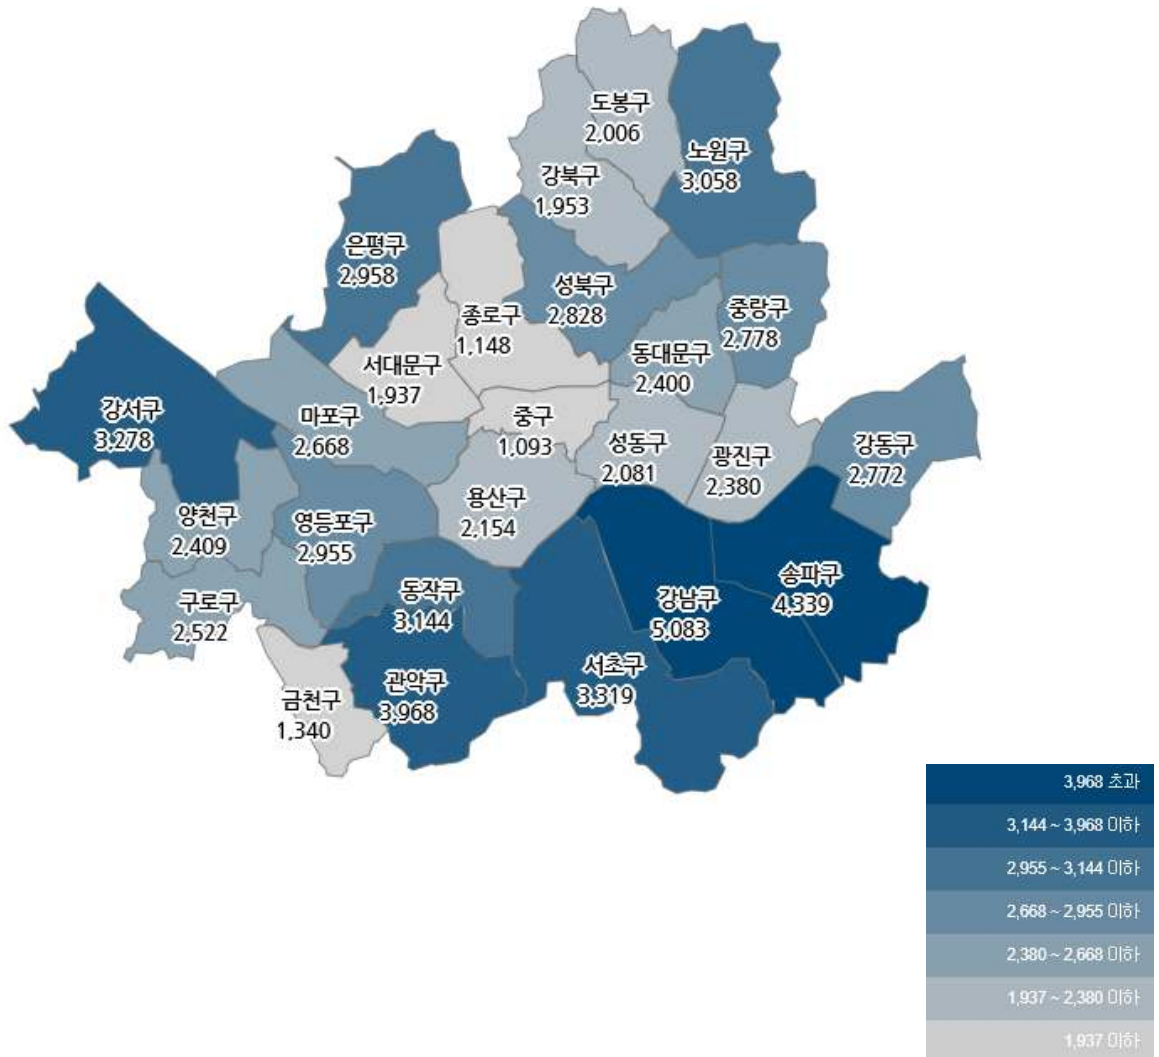 도봉구
2,006
노원구
3,058
강북구
1,953
은평구
2,958
성북구
2,828
중랑구
2,778
종로구
1,148
동대문구
2,400
서대문구
1,937
강서구
3,278
마포구
2,668
중구
1,093
성동구
2,081
광진구
2,380
강동구
2,772
용산구
2,154
양천구
2,409
영등포구
2,955
송파구
4,339
동작구
3,144
강남구
5,083
구로구
2,522
서초구
3,319
관악구
3,968
금천구
1,340
3,968 초과
3,144 ~ 3,968 이하
2,955 ~ 3,144 이하
2,668 ~ 2,955 이하
2,380 ~ 2,668 이하
1,937 ~ 2,380 이하
1,937 이하